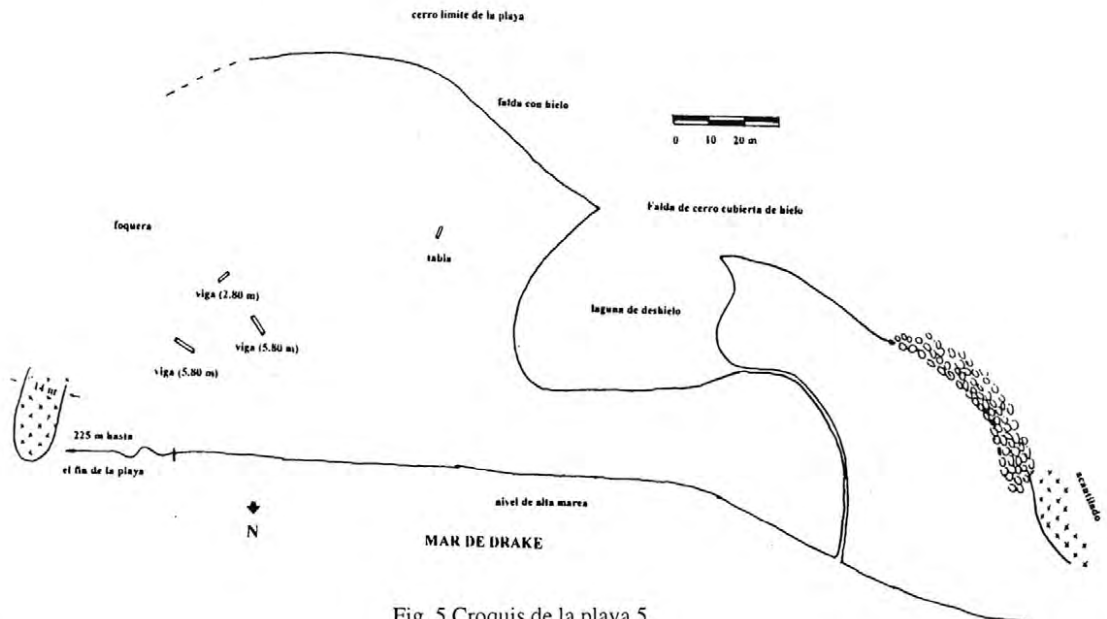 cerro limite de la playa
falda con hielo
0 10 20 m
Falda de cerro cubierta de hielo
foquera
tabla
viga (2.80 m)
laguna de deshielo
viga (5.80 m)
viga (5.80 m)
14 m
225 m hasta
el fin de la playa
acantilado
nivel de alta marea
N
MAR DE DRAKE
Fig. 5 Croquis de la playa 5